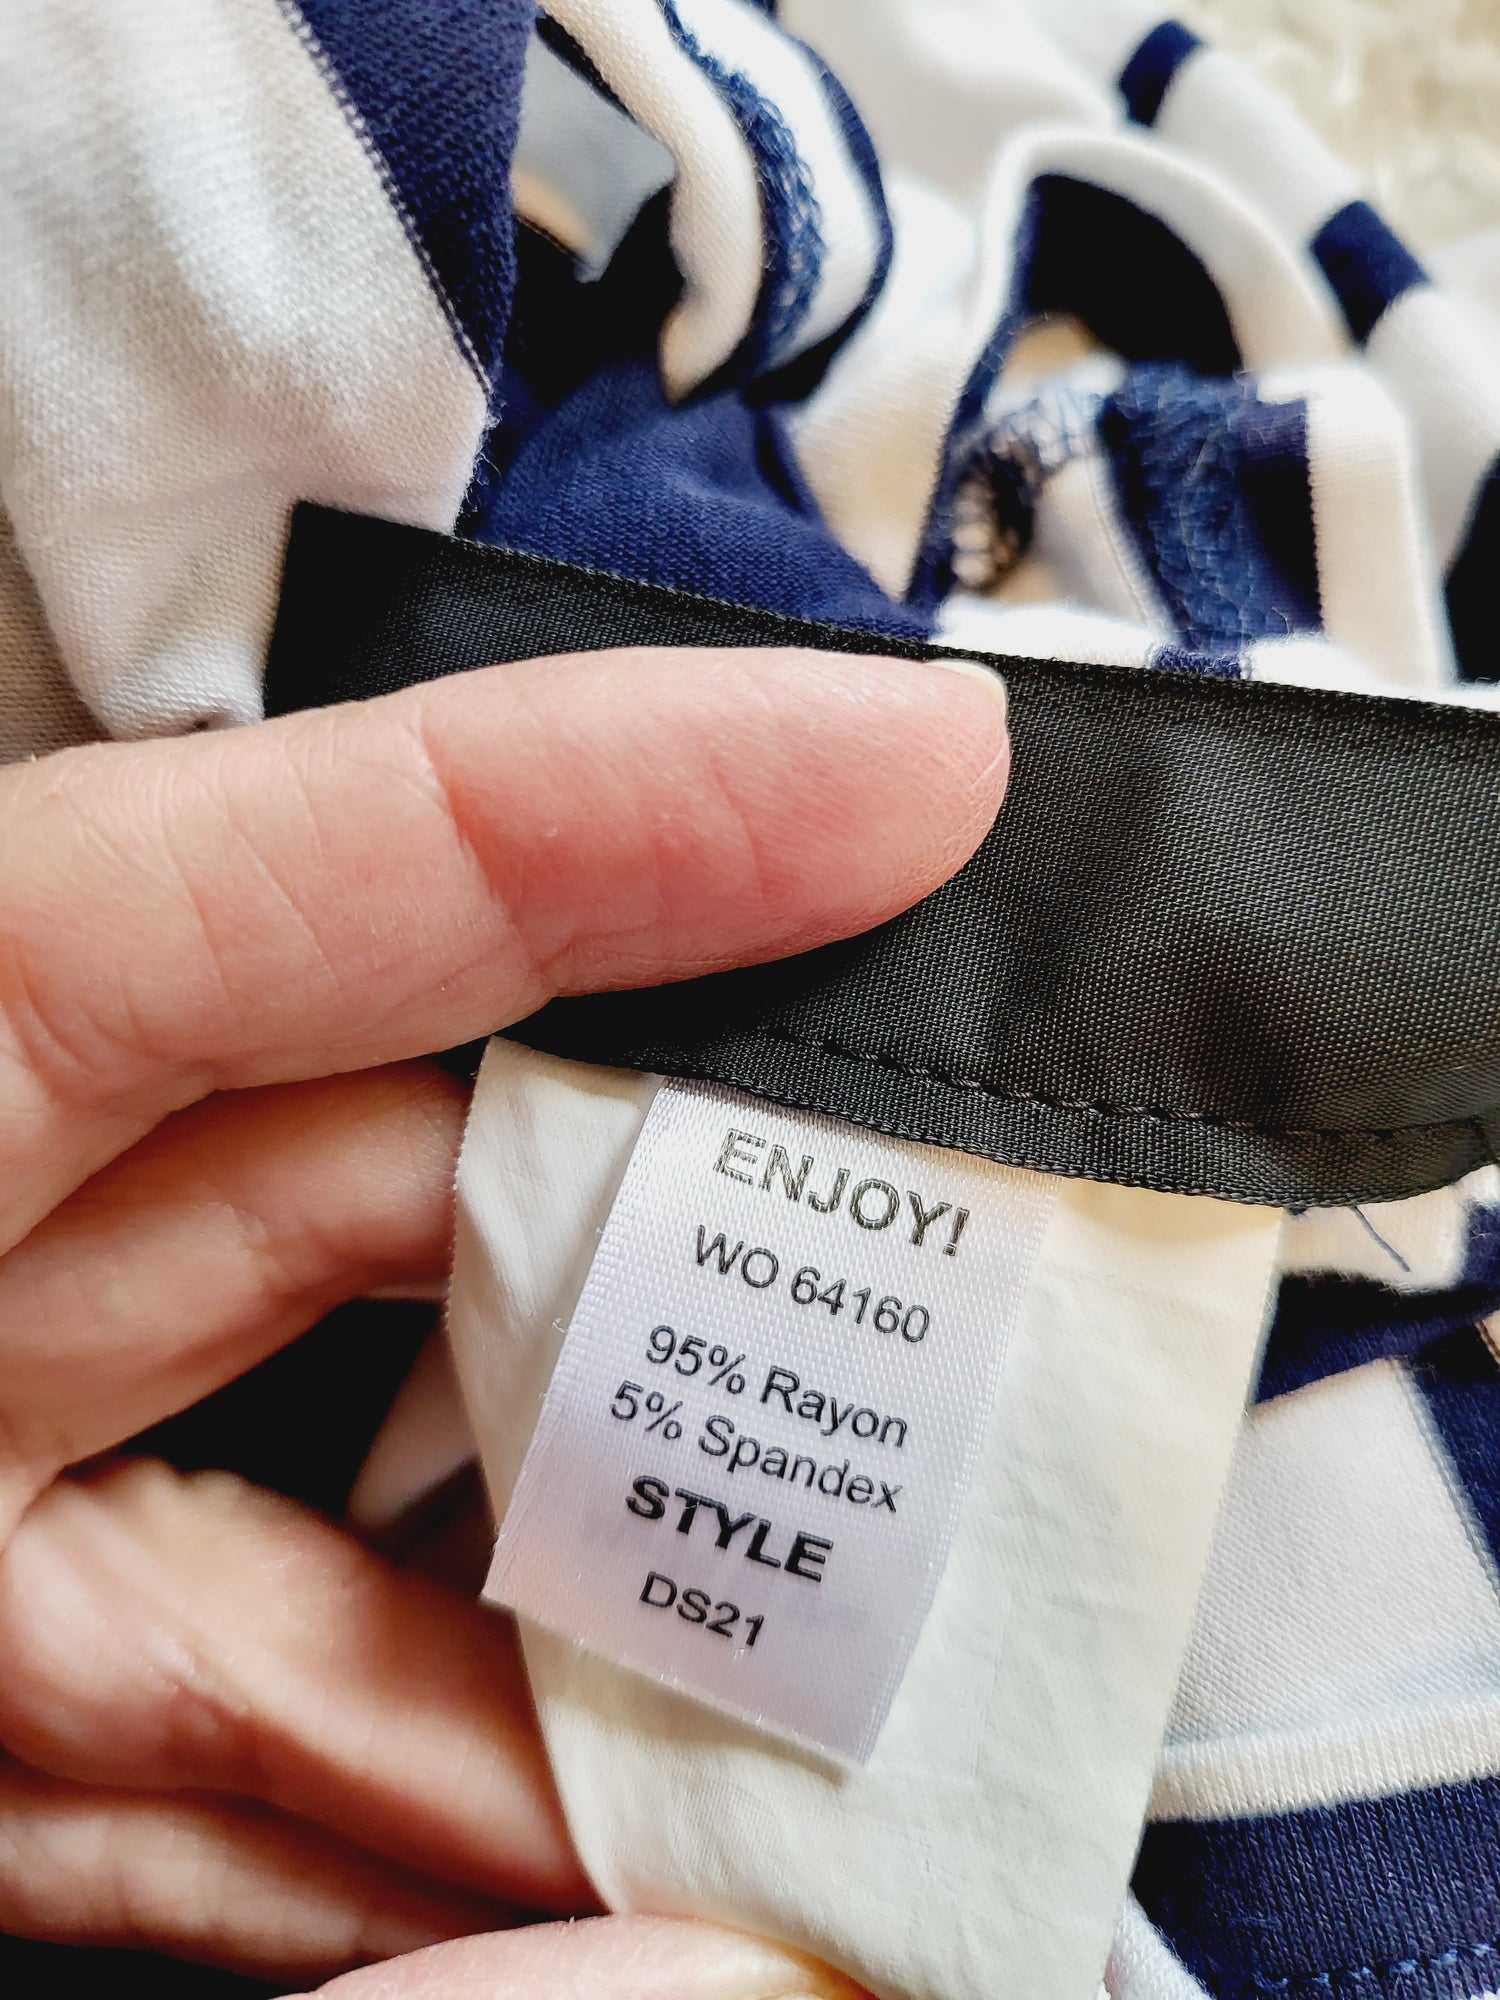 ENJOY!
WO 64160
95% Rayon
5% Spandex
STYLE
DS21